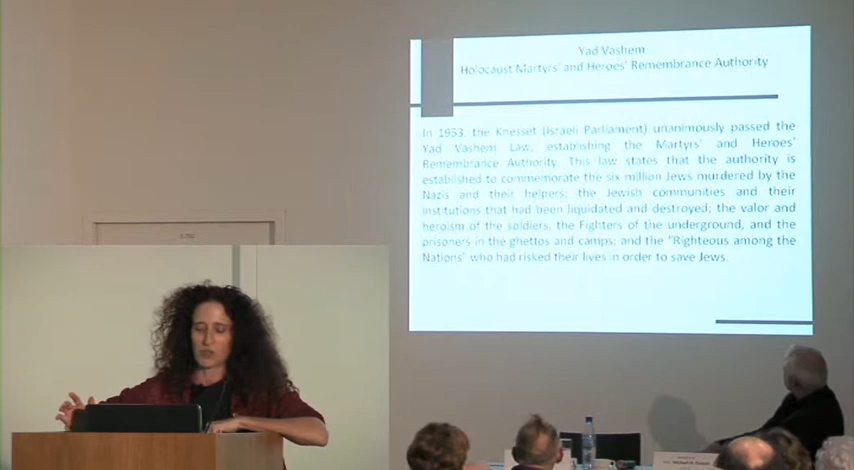 Yad Vashem
Holocaust Martyrs' and Heroes' Remembrance Authority
In 1953, the Knesset (Israeli Parliament) unanimously passed the
Yad Vashem Law, establishing the Martyrs' and Heroes'
Remembrance Authority. This law states that the authority is
established to commemorate the six million Jews murdered by the
Nazis and their helpers; the Jewish communities and their
institutions that had been liquidated and destroyed; the valor and
heroism of the soldiers, the Fighters of the underground, and the
prisoners in the ghettos and camps; and the "Righteous among the
Nations" who had risked their lives in order to save Jews.